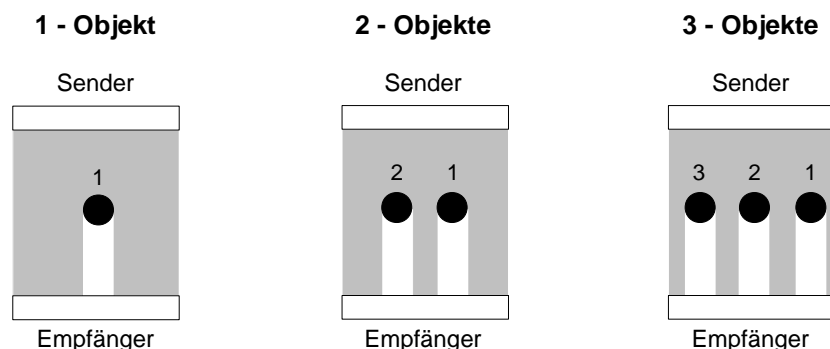 1 - Objekt
2 - Objekte
3 - Objekte
Sender
Sender
Sender
1
2 1
3 2 1
Empfänger
Empfänger
Empfänger